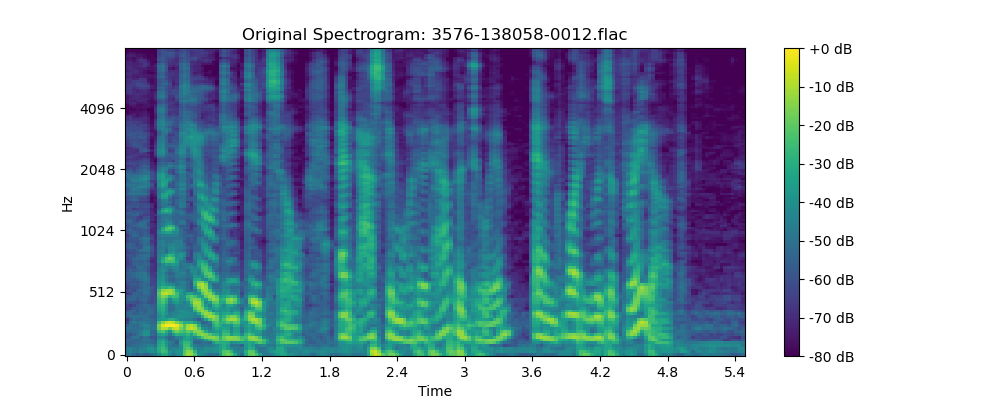 Original Spectrogram: 3576-138058-0012.flac
Hz
4096
2048
1024
512
0
0 0.6 1.2 1.8 2.4 3 3.6 4.2 4.8 5.4
Time
+0 dB
-10 dB
-20 dB
-30 dB
-40 dB
-50 dB
-60 dB
-70 dB
-80 dB